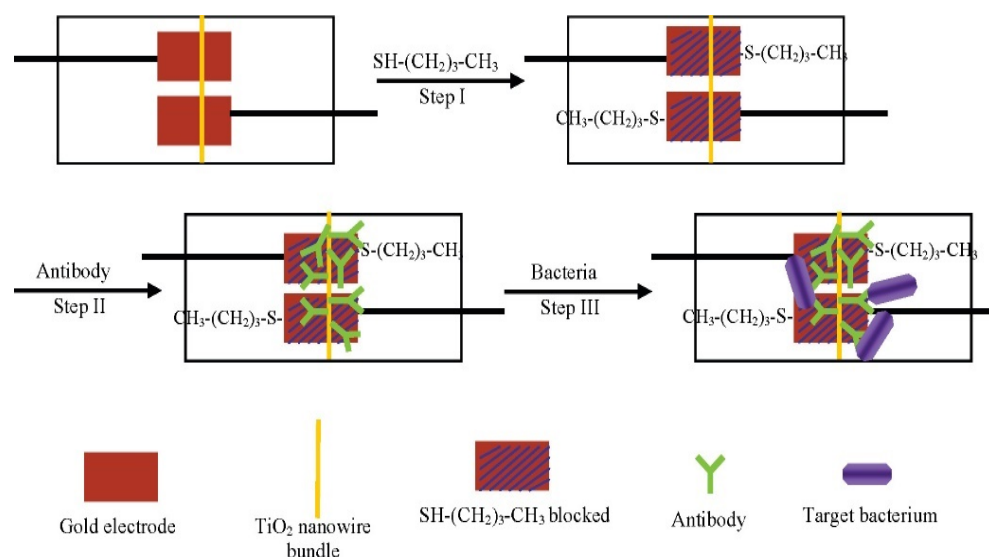 SH-(CH₂)₃-CH₃
Step I
-S-(CH₂)₃-CH₃
CH₃-(CH₂)₃-S-
Antibody
Step II
S-(CH₂)₃-CH₃
CH₃-(CH₂)₃-S-
Bacteria
Step III
-S-(CH₂)₃-CH₃
CH₃-(CH₂)₃-S-
Gold electrode
TiO₂ nanowire
bundle
SH-(CH₂)₃-CH₃ blocked
Antibody
Target bacterium